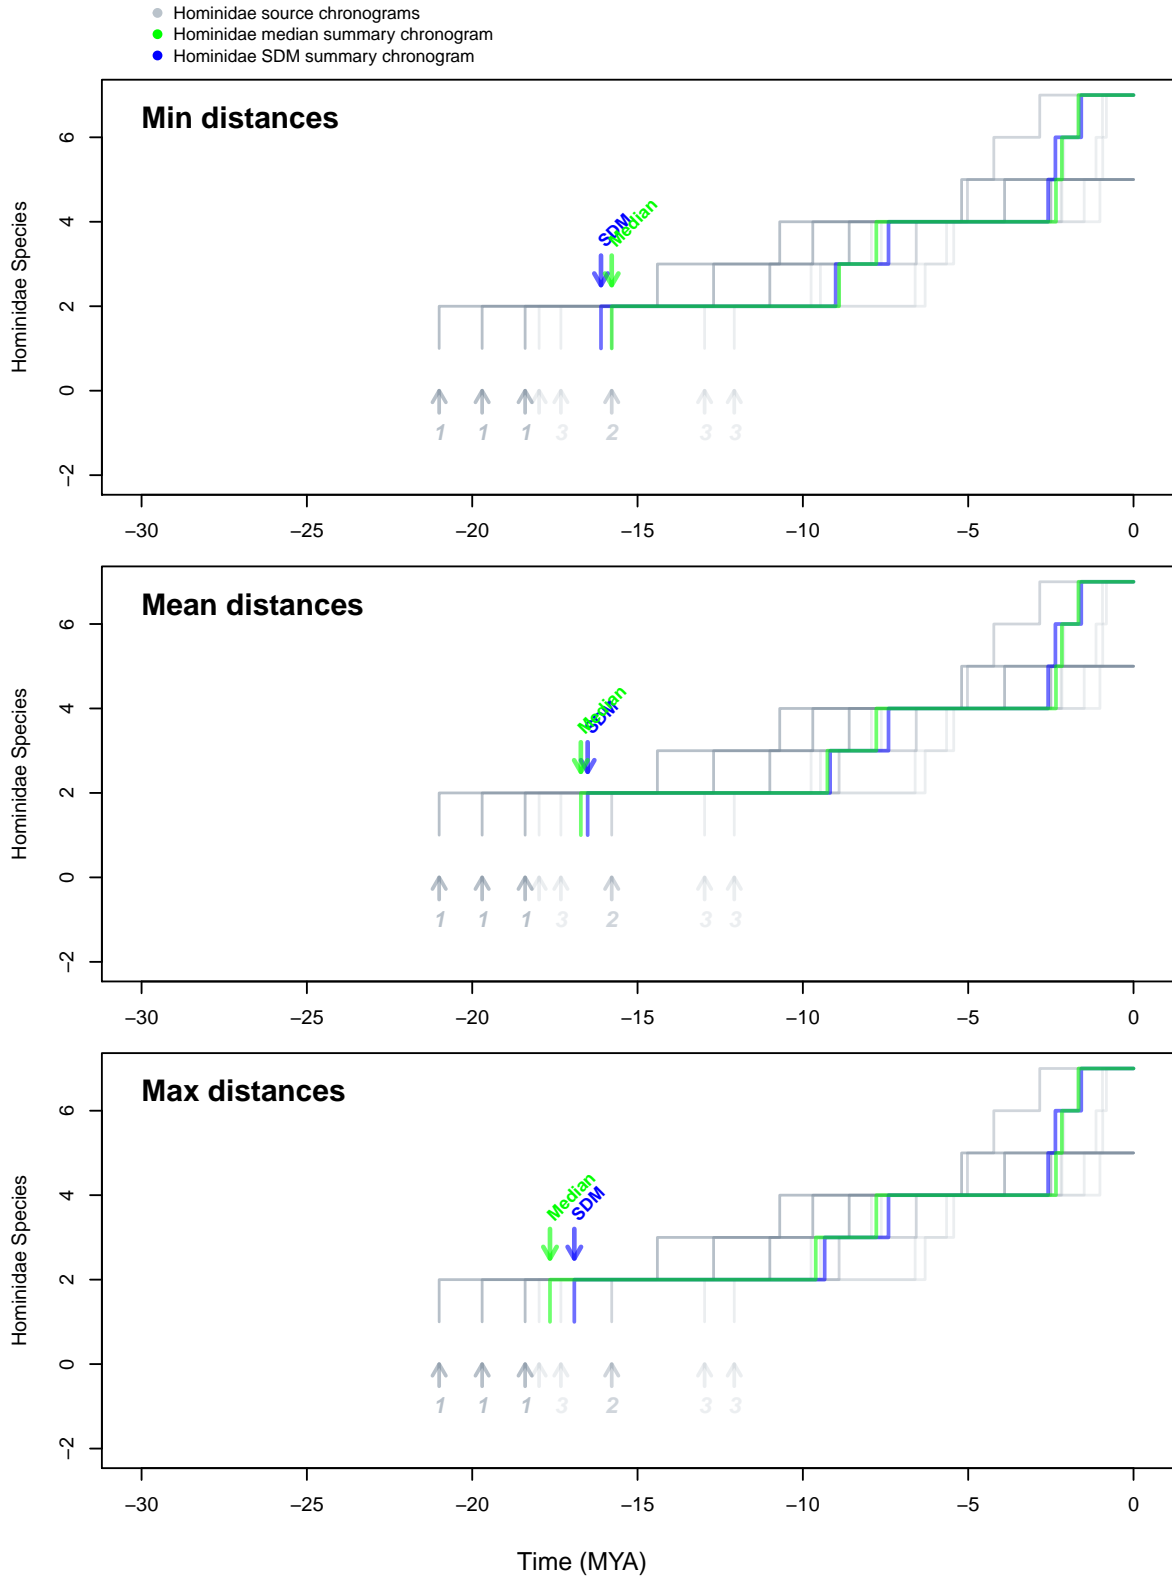 Hominidae source chronograms
Hominidae median summary chronogram
Hominidae SDM summary chronogram
Min distances
Hominidae Species
6
4
2
0
−2
SDM
Median
1 1 1 3 2 3 3
−30 −25 −20 −15 −10 −5 0
Mean distances
Hominidae Species
6
4
2
0
−2
Median
SDM
1 1 1 3 2 3 3
−30 −25 −20 −15 −10 −5 0
Max distances
Hominidae Species
6
4
2
0
−2
Median
SDM
1 1 1 3 2 3 3
−30 −25 −20 −15 −10 −5 0
Time (MYA)